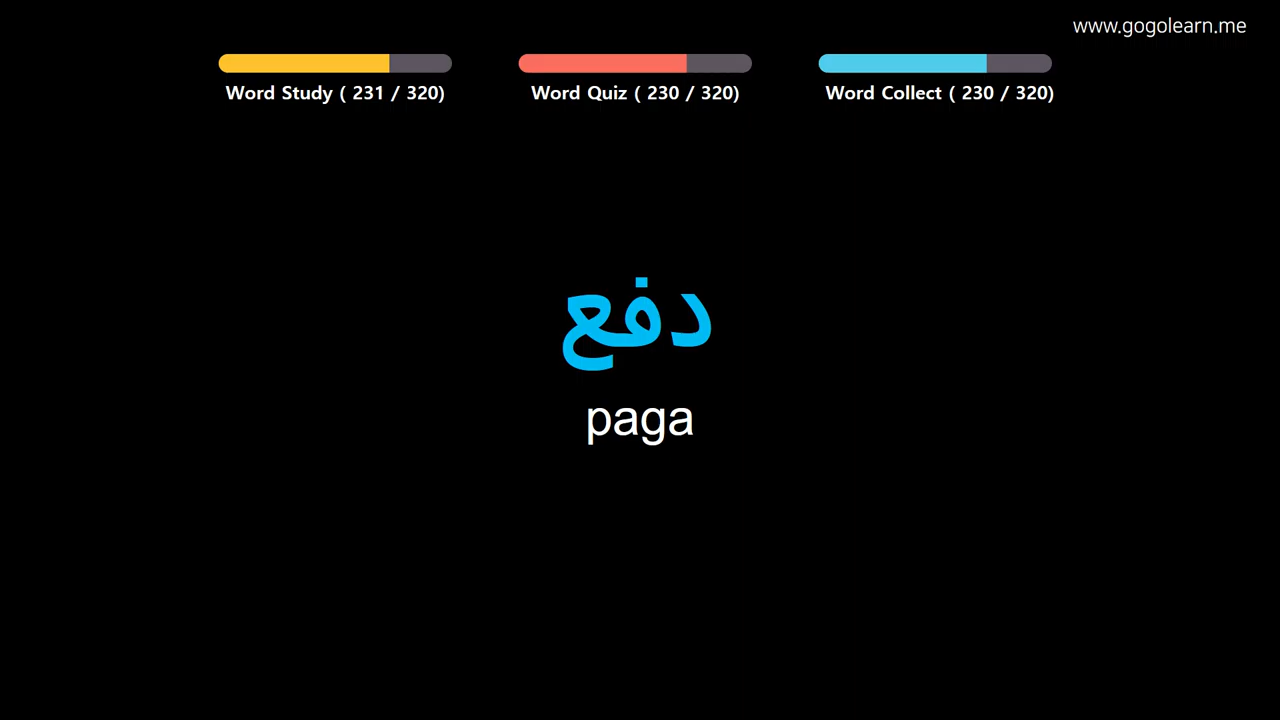 www.gogolearn.me
Word Study ( 231 / 320)
Word Quiz ( 230 / 320)
Word Collect ( 230 / 320)
دفع
paga